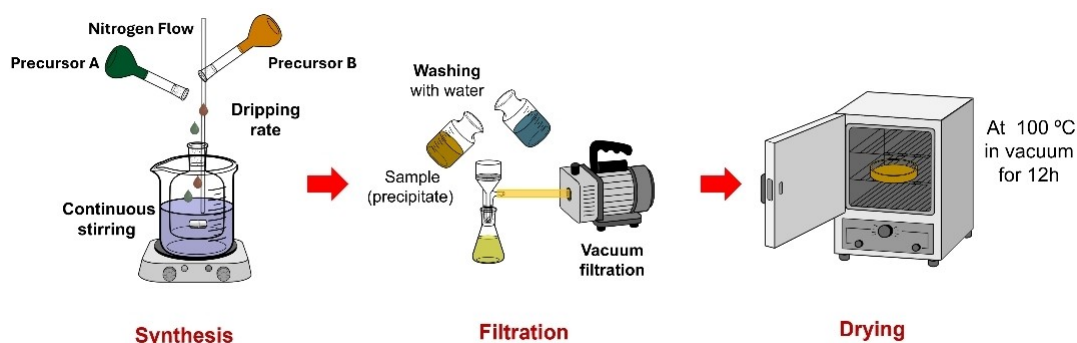 Nitrogen Flow
Precursor A
Precursor B
Dripping
rate
Continuous
stirring
Synthesis
Washing
with water
Sample
(precipitate)
Vacuum
filtration
Filtration
At 100 ºC
in vacuum
for 12h
Drying